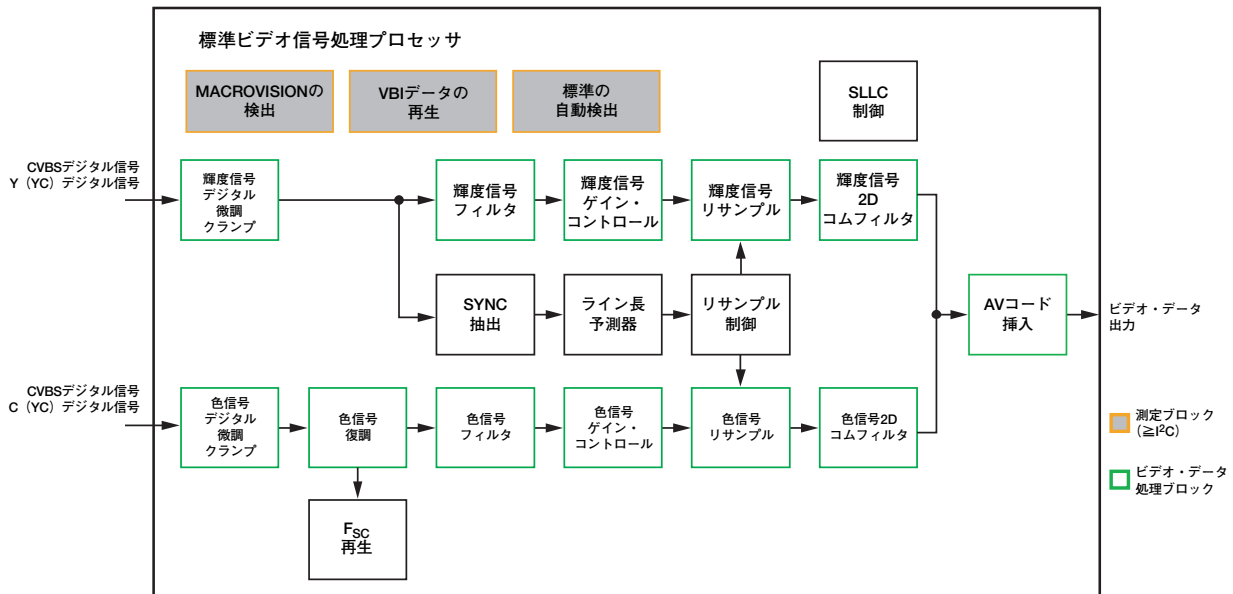 標準ビデオ信号処理プロセッサ
MACROVISIONの
検出
VBIデータの
再生
標準の
自動検出
SLLC
制御
CVBSデジタル信号
Y（YC）デジタル信号
輝度信号
デジタル
微調
クランプ
輝度信号
フィルタ
輝度信号
ゲイン・
コントロール
輝度信号
リサンプル
輝度信号
2D
コムフィルタ
SYNC
抽出
ライン長
予測器
リサンプル
制御
AVコード
挿入
ビデオ・データ
出力
CVBSデジタル信号
C（YC）デジタル信号
色信号
デジタル
微調
クランプ
色信号
復調
色信号
フィルタ
色信号
ゲイン・
コントロール
色信号
リサンプル
色信号2D
コムフィルタ
FSC
再生
測定ブロック
（≧I²C）
ビデオ・データ
処理ブロック